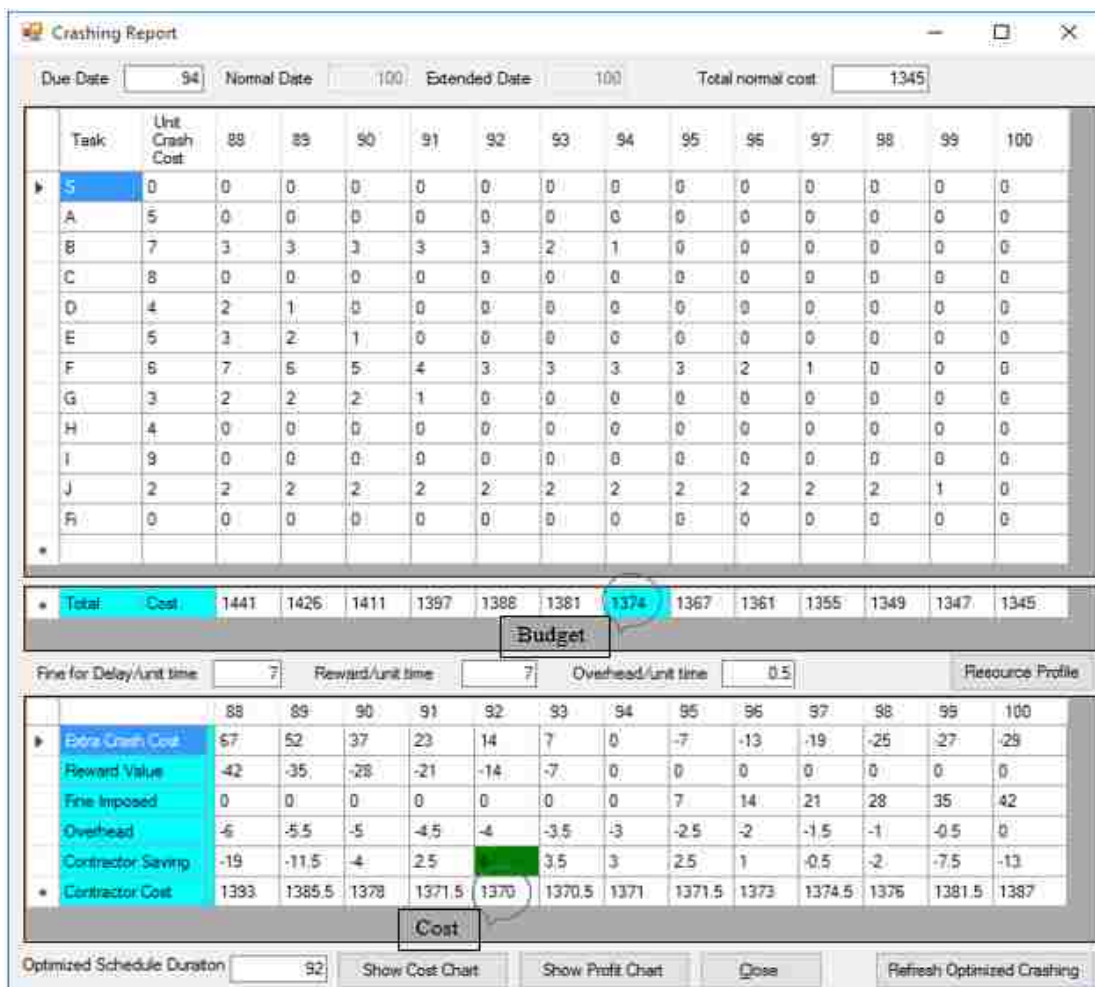 Crashing Report
Due Date 94 Normal Date 100 Extended Date 100 Total normal cost 1345
Task Unit Crash Cost 88 89 90 91 92 93 94 95 96 97 98 99 100
S 0 0 0 0 0 0 0 0 0 0 0 0 0 0
A 5 0 0 0 0 0 0 0 0 0 0 0 0 0
B 7 3 3 3 3 3 2 1 0 0 0 0 0 0
C 8 0 0 0 0 0 0 0 0 0 0 0 0 0
D 4 2 1 0 0 0 0 0 0 0 0 0 0 0
E 5 3 2 1 0 0 0 0 0 0 0 0 0 0
F 6 7 6 5 4 3 3 3 3 2 1 0 0 0
G 3 2 2 2 1 0 0 0 0 0 0 0 0 0
H 4 0 0 0 0 0 0 0 0 0 0 0 0 0
I 9 0 0 0 0 0 0 0 0 0 0 0 0 0
J 2 2 2 2 2 2 2 2 2 2 2 2 1 0
Fi 0 0 0 0 0 0 0 0 0 0 0 0 0 0
Total Cost 1441 1426 1411 1397 1388 1381 1374 1367 1361 1355 1349 1347 1345
Budget
Fine for Delay/unit time 7 Reward/unit time 7 Overhead/unit time 0.5 Resource Profile
88 89 90 91 92 93 94 95 96 97 98 99 100
Extra Crash Cost 67 52 37 23 14 7 0 -7 -13 -19 -25 -27 -29
Reward Value -42 -35 -28 -21 -14 -7 0 0 0 0 0 0 0
Fine Imposed 0 0 0 0 0 0 0 7 14 21 28 35 42
Overhead -6 -5.5 -5 -4.5 -4 -3.5 -3 -2.5 -2 -1.5 -1 -0.5 0
Contractor Saving -19 -11.5 -4 2.5 3.5 3 2.5 1 -0.5 -2 -7.5 -13
Contractor Cost 1393 1385.5 1378 1371.5 1370 1370.5 1371 1371.5 1373 1374.5 1376 1381.5 1387
Cost
Optimized Schedule Duration 92 Show Cost Chart Show Profit Chart Close Refresh Optimized Crashing